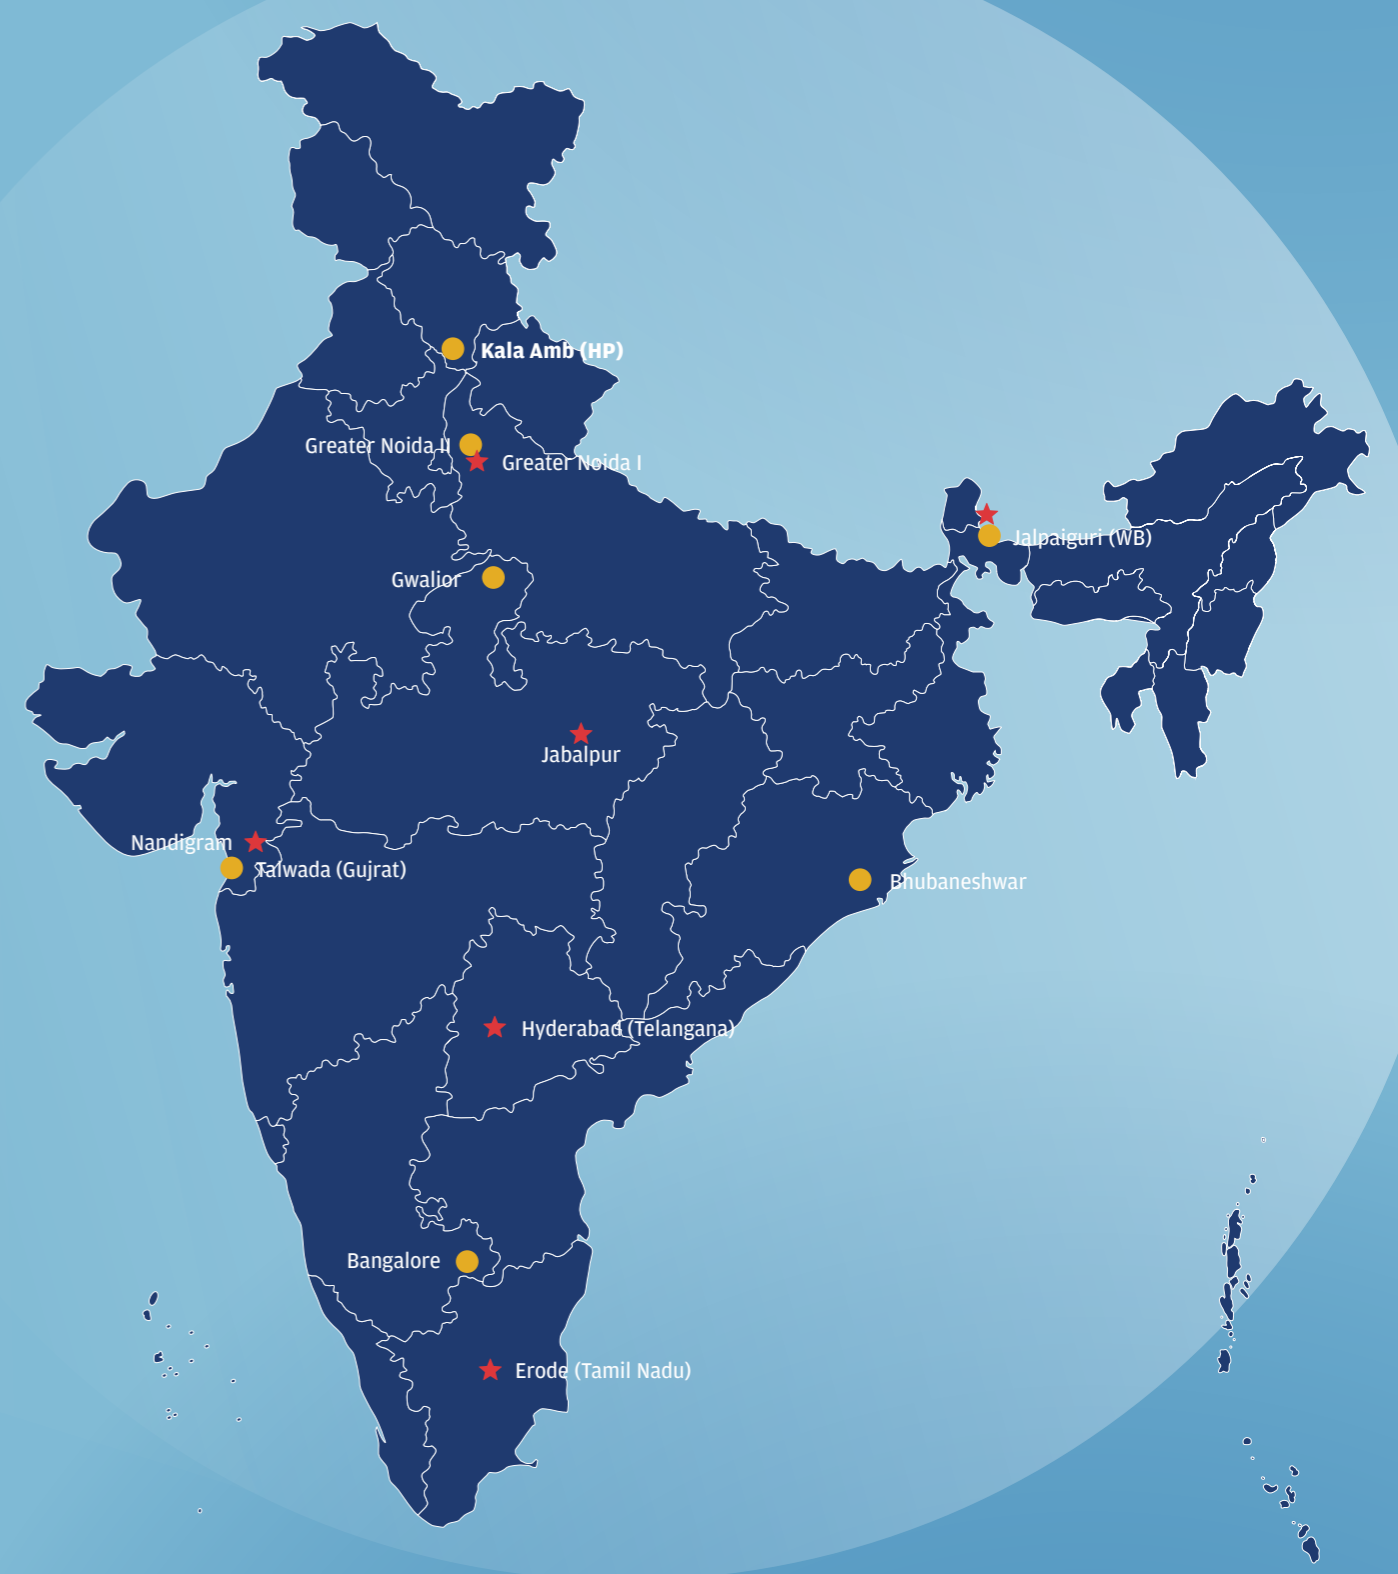 Kala Amb (HP)
Greater Noida II
Greater Noida I
Jalpaiguri (WB)
Gwalior
Jabalpur
Nandigram
Talwada (Gujrat)
Bhubaneshwar
Hyderabad (Telangana)
Bangalore
Erode (Tamil Nadu)